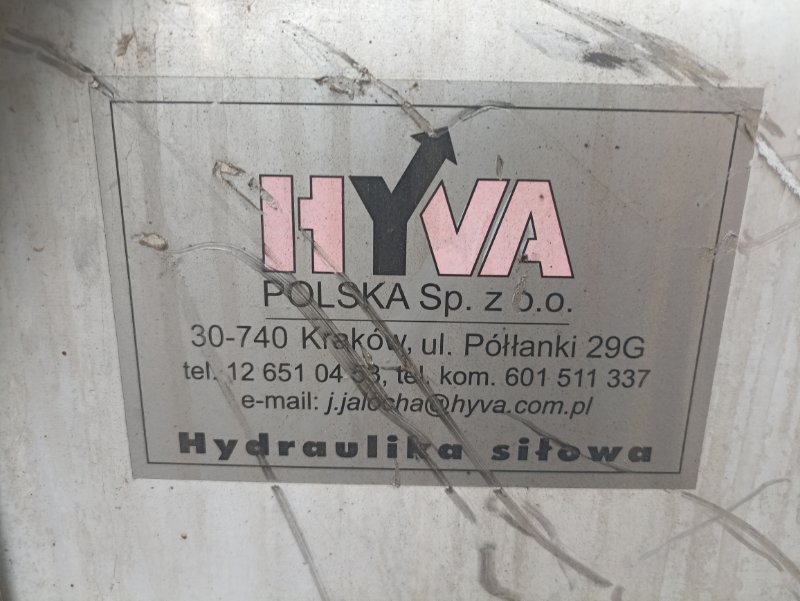 HYVA
POLSKA Sp. z o.o.
30-740 Kraków, ul. Półłanki 29G
tel. 12 651 04 53, tel. kom. 601 511 337
e-mail: j.jalocha@hyva.com.pl
Hydraulika siłowa